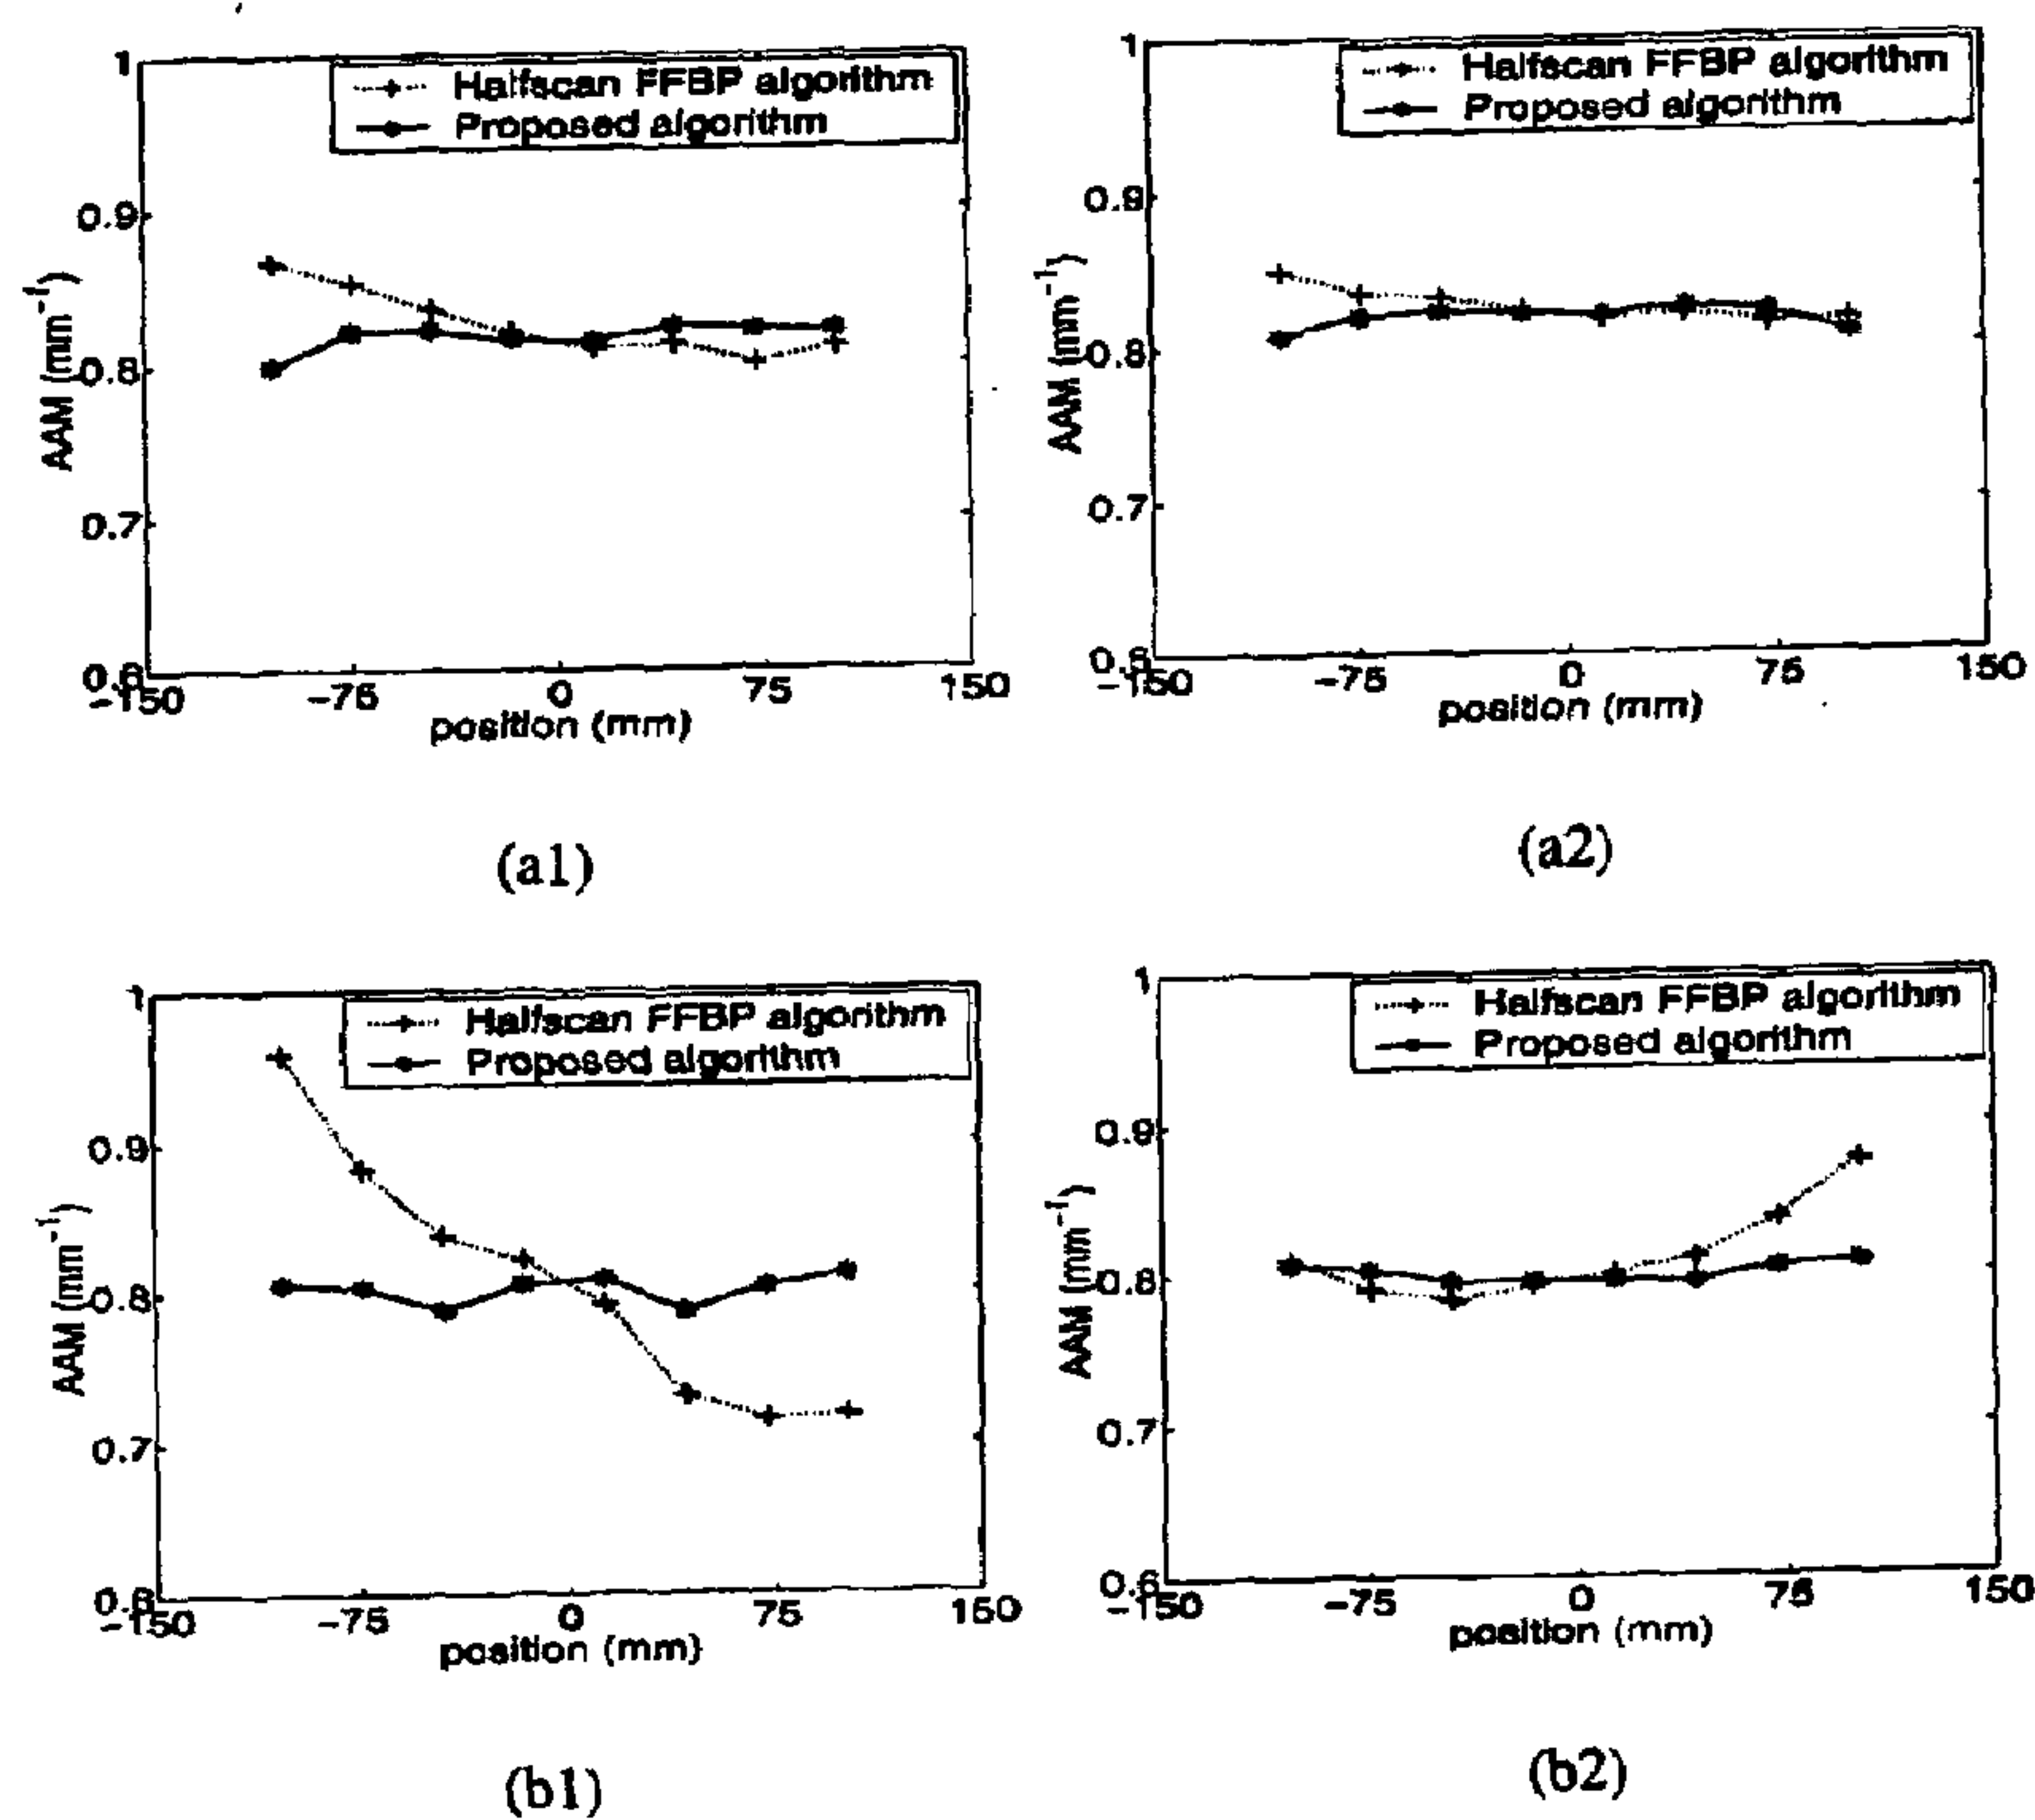 1
Halfscan FFBP algorithm
Proposed algorithm
0.9
0.8
0.7
0.6
AAM (mm⁻¹)
-150
-75
0
75
150
position (mm)
(a1)
1
Halfscan FFBP algorithm
Proposed algorithm
0.9
0.8
0.7
0.6
AAM (mm⁻¹)
-150
-75
0
75
150
position (mm)
(a2)
1
Halfscan FFBP algorithm
Proposed algorithm
0.9
0.8
0.7
0.6
AAM (mm⁻¹)
-150
-75
0
75
150
position (mm)
(b1)
1
Halfscan FFBP algorithm
Proposed algorithm
0.9
0.8
0.7
0.6
AAM (mm⁻¹)
-150
-75
0
75
150
position (mm)
(b2)